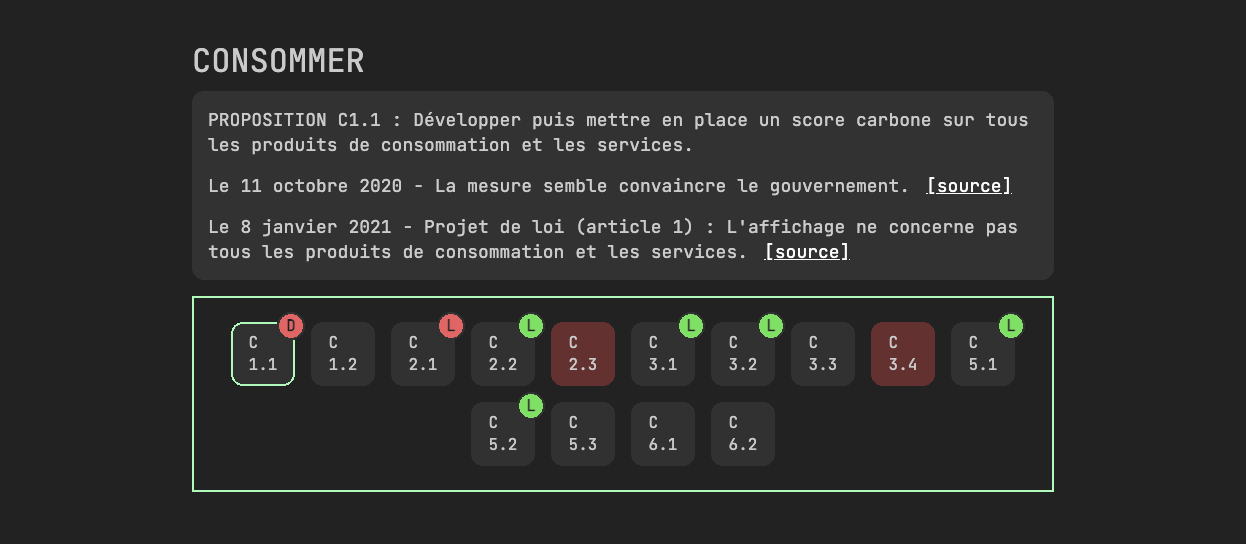 CONSOMMER
PROPOSITION C1.1 : Développer puis mettre en place un score carbone sur tous
les produits de consommation et les services.
Le 11 octobre 2020 - La mesure semble convaincre le gouvernement. [source]
Le 8 janvier 2021 - Projet de loi (article 1) : L'affichage ne concerne pas
tous les produits de consommation et les services. [source]
C 1.1 D
C 1.2
C 2.1 L
C 2.2 L
C 2.3
C 3.1 L
C 3.2 L
C 3.3
C 3.4
C 5.1 L
C 5.2 L
C 5.3
C 6.1
C 6.2